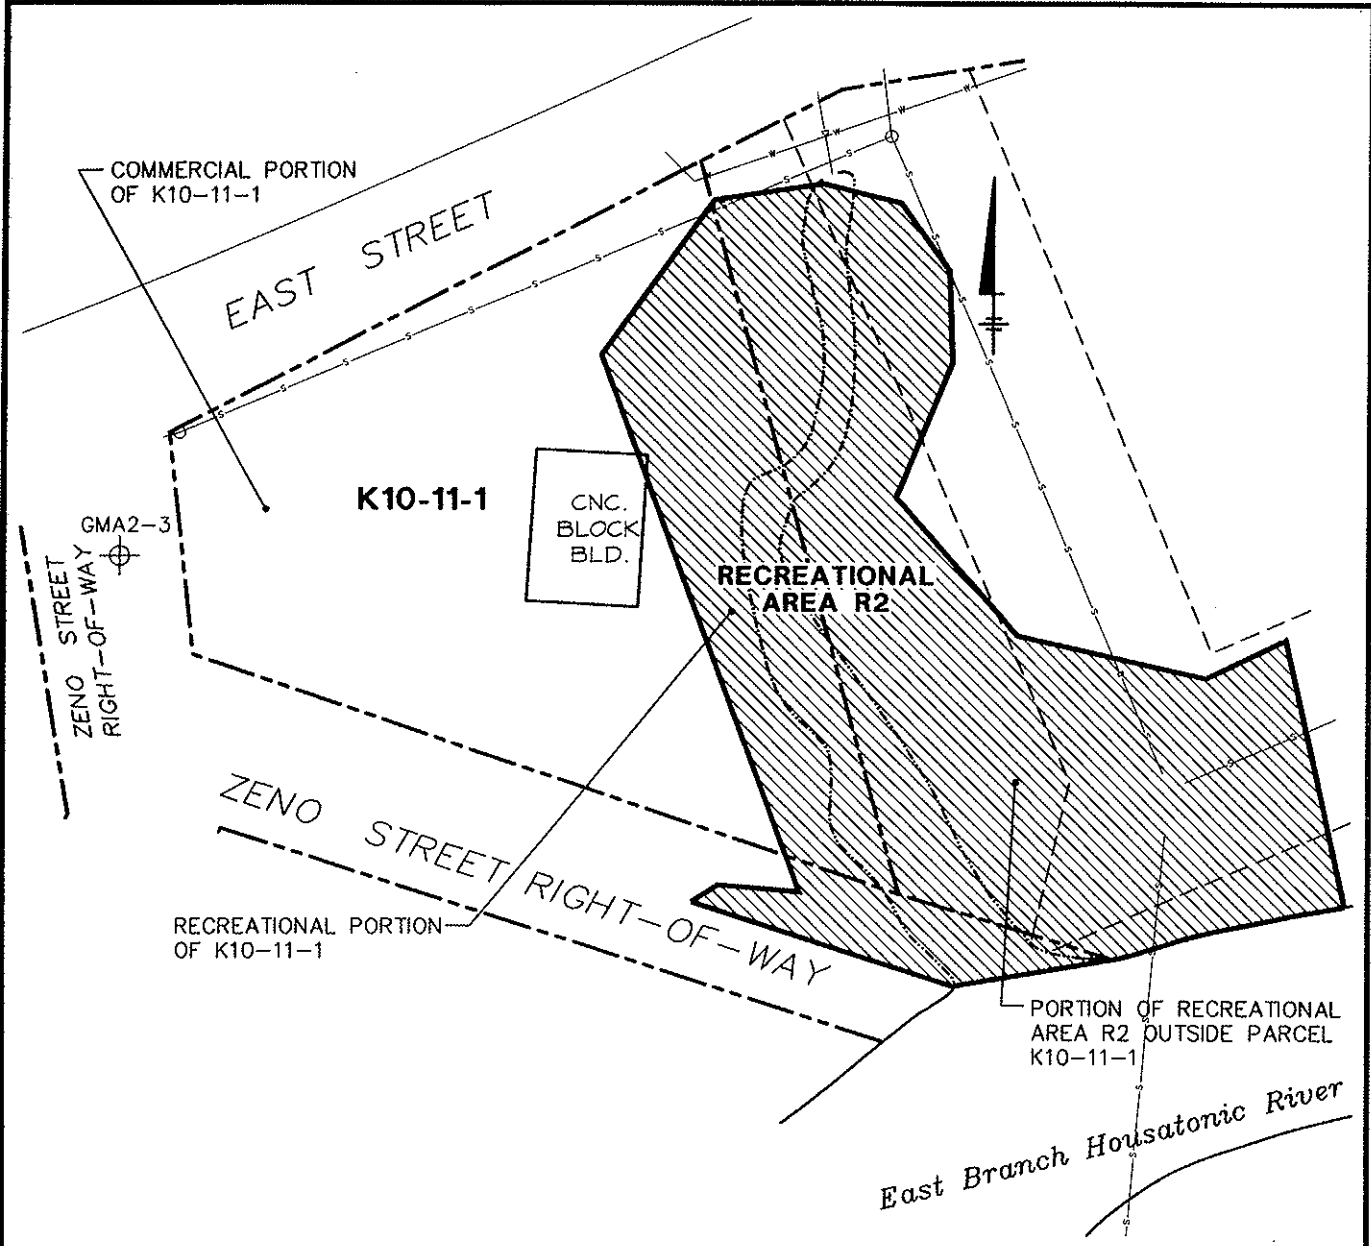 COMMERCIAL PORTION
OF K10-11-1
EAST STREET
K10-11-1
CNC.
BLOCK
BLD.
GMA2-3
ZENO STREET
RIGHT-OF-WAY
RECREATIONAL
AREA R2
ZENO STREET RIGHT-OF-WAY
RECREATIONAL PORTION
OF K10-11-1
PORTION OF RECREATIONAL
AREA R2 OUTSIDE PARCEL
K10-11-1
East Branch Housatonic River